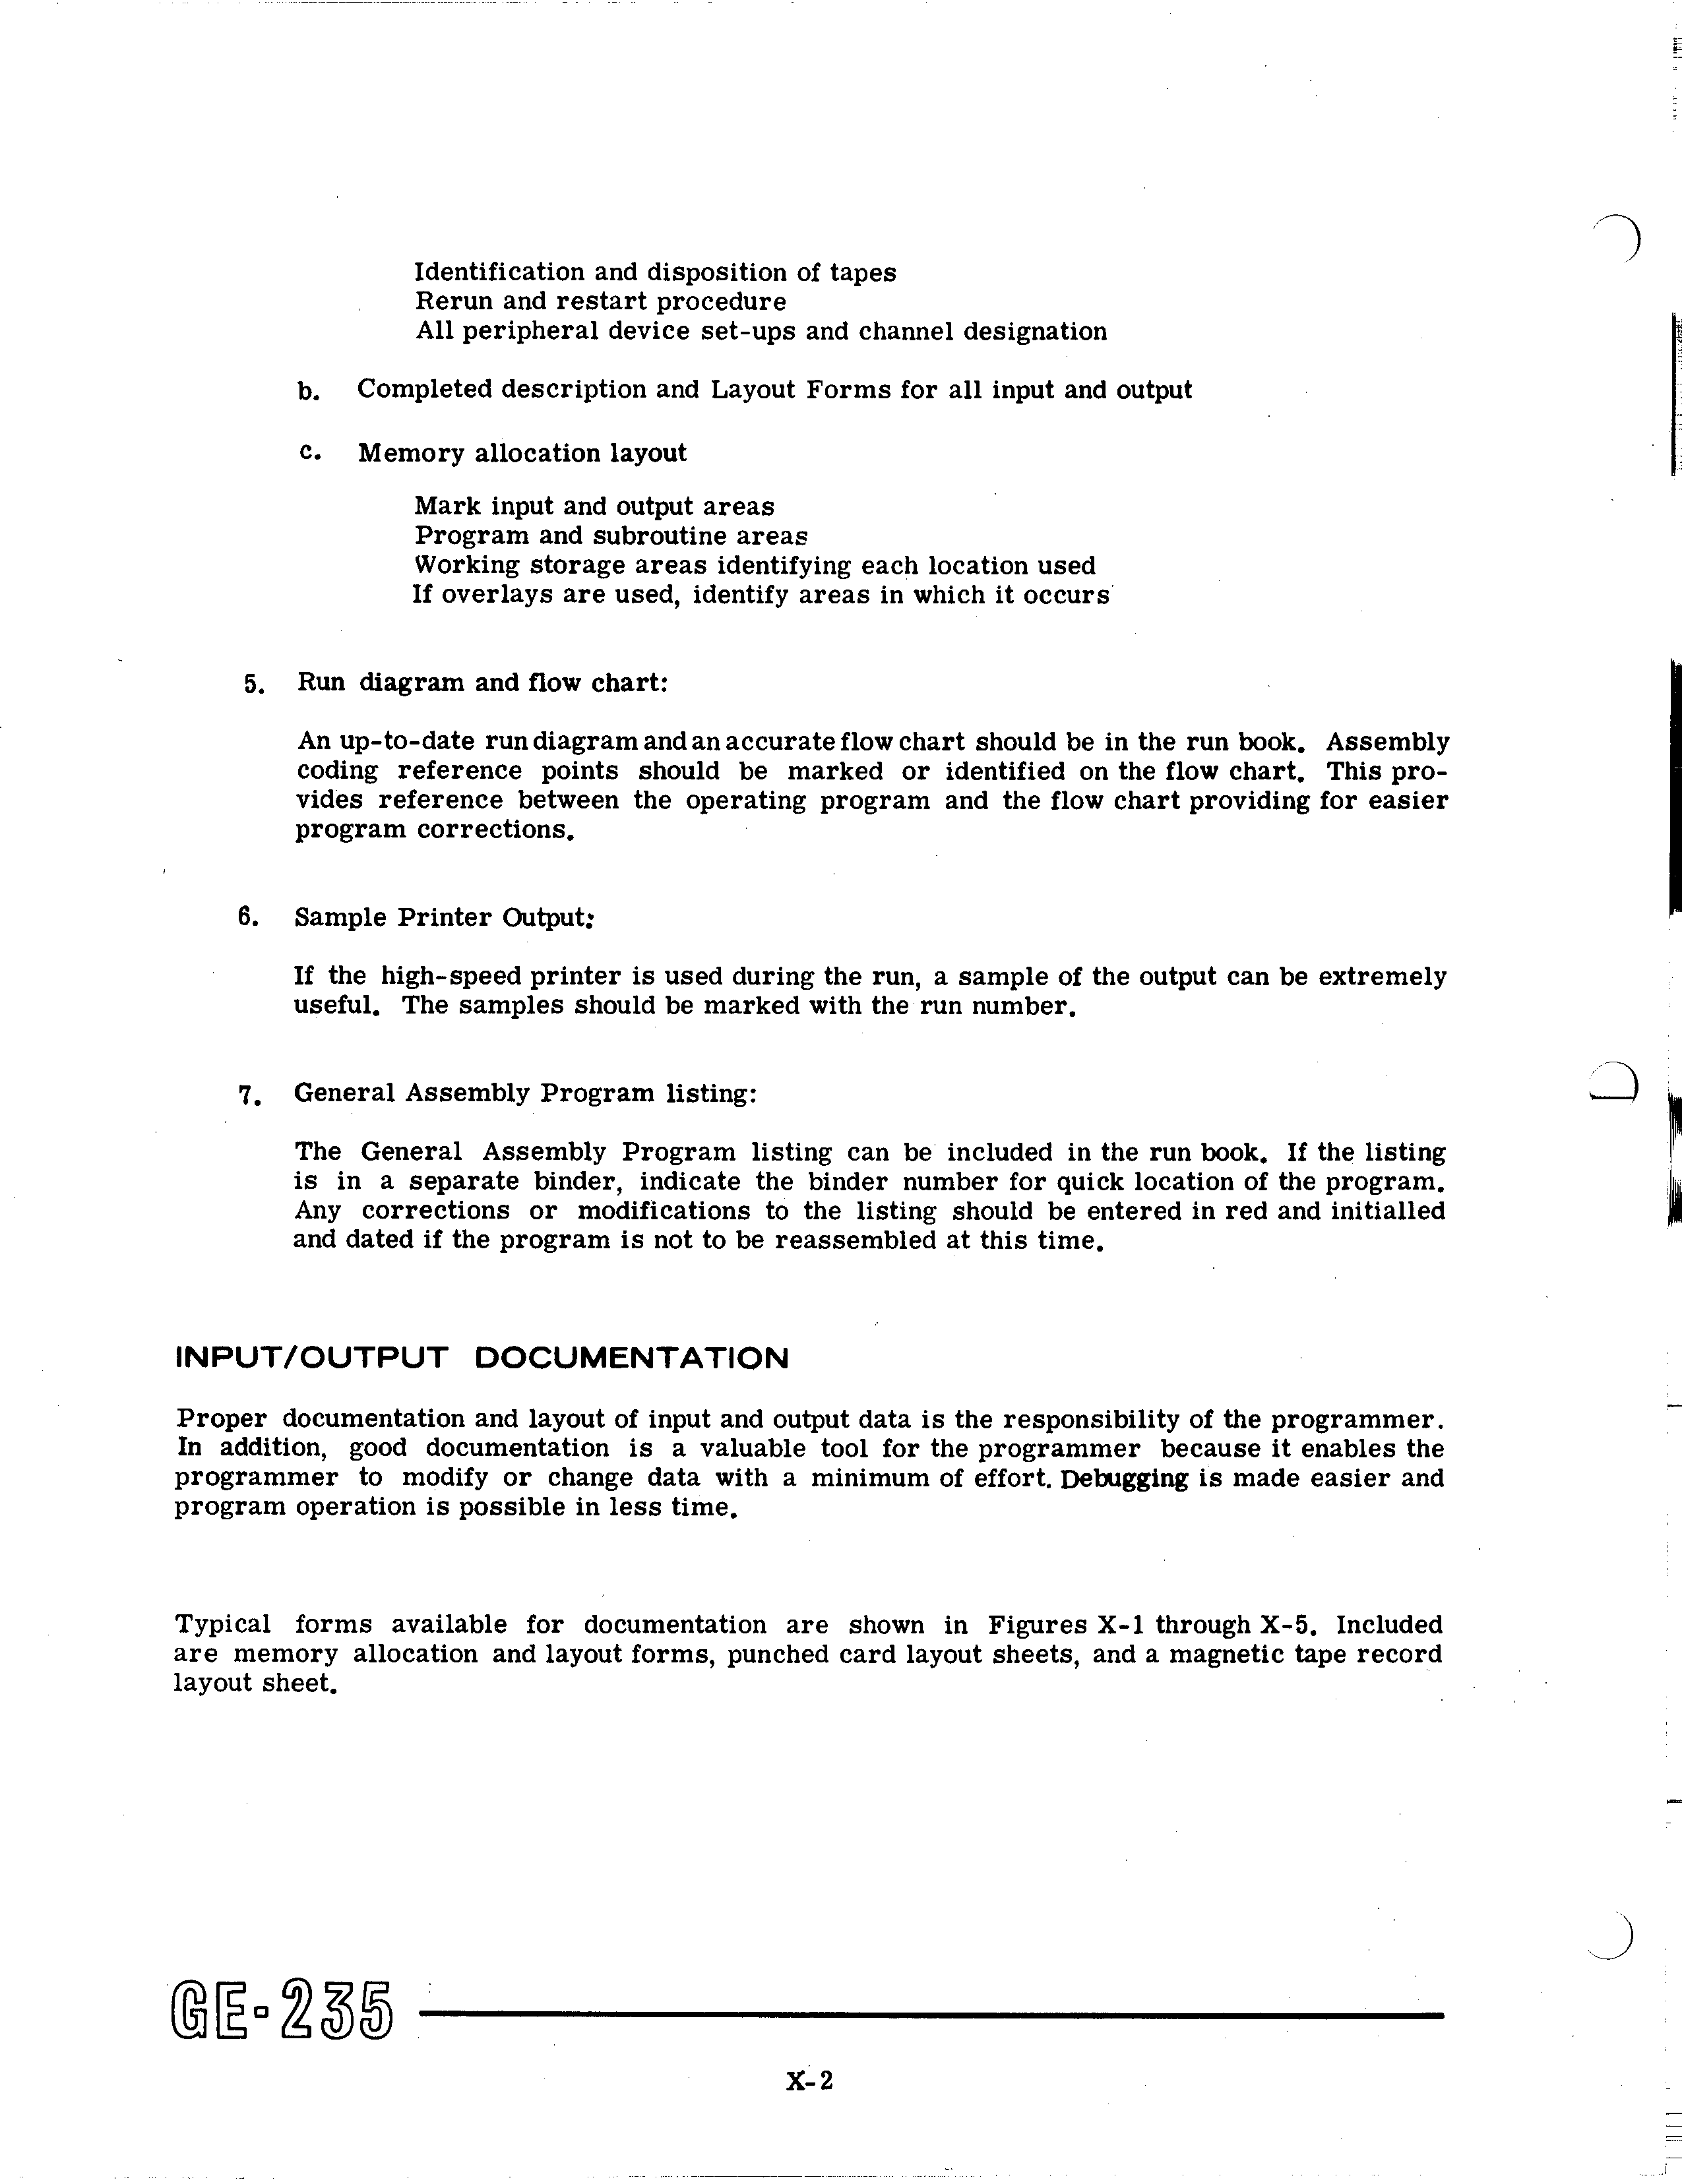 Identification and disposition of tapes
Rerun and restart procedure
All peripheral device set-ups and channel designation
b. Completed description and Layout Forms for all input and output
c. Memory allocation layout
Mark input and output areas
Program and subroutine areas
Working storage areas identifying each location used
If overlays are used, identify areas in which it occurs
5. Run diagram and flow chart:
An up-to-date run diagram and an accurate flow chart should be in the run book. Assembly
coding reference points should be marked or identified on the flow chart. This pro-
vides reference between the operating program and the flow chart providing for easier
program corrections.
6. Sample Printer Output:
If the high-speed printer is used during the run, a sample of the output can be extremely
useful. The samples should be marked with the run number.
7. General Assembly Program listing:
The General Assembly Program listing can be included in the run book. If the listing
is in a separate binder, indicate the binder number for quick location of the program.
Any corrections or modifications to the listing should be entered in red and initialled
and dated if the program is not to be reassembled at this time.
INPUT/OUTPUT DOCUMENTATION
Proper documentation and layout of input and output data is the responsibility of the programmer.
In addition, good documentation is a valuable tool for the programmer because it enables the
programmer to modify or change data with a minimum of effort. Debugging is made easier and
program operation is possible in less time.
Typical forms available for documentation are shown in Figures X-1 through X-5. Included
are memory allocation and layout forms, punched card layout sheets, and a magnetic tape record
layout sheet.
GE-235
X-2